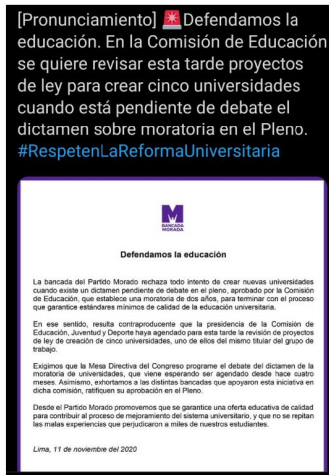 [Pronunciamiento] 🚨Defendamos la
educación. En la Comisión de Educación
se quiere revisar esta tarde proyectos
de ley para crear cinco universidades
cuando está pendiente de debate el
dictamen sobre moratoria en el Pleno.
#RespetenLaReformaUniversitaria
M
BANCADA
MORADA
Defendamos la educación
La bancada del Partido Morado rechaza todo intento de crear nuevas universidades
cuando existe un dictamen pendiente de debate en el pleno, aprobado por la Comisión
de Educación, que establece una moratoria de dos años, para terminar con el proceso
que garantice estándares mínimos de calidad de la educación universitaria.
En ese sentido, resulta contraproducente que la presidencia de la Comisión de
Educación, Juventud y Deporte haya agendado para esta tarde la revisión de proyectos
de ley de creación de cinco universidades, uno de ellos del mismo titular del grupo de
trabajo.
Exigimos que la Mesa Directiva del Congreso programe el debate del dictamen de la
moratoria de universidades, que viene esperando ser agendado desde hace cuatro
meses. Asimismo, exhortamos a las distintas bancadas que apoyaron esta iniciativa en
dicha comisión, ratifiquen su aprobación en el Pleno.
Desde el Partido Morado promovemos que se garantice una oferta educativa de calidad
para contribuir al proceso de mejoramiento del sistema universitario, y que no se repitan
las malas experiencias que perjudicaron a miles de nuestros estudiantes.
Lima, 11 de noviembre del 2020